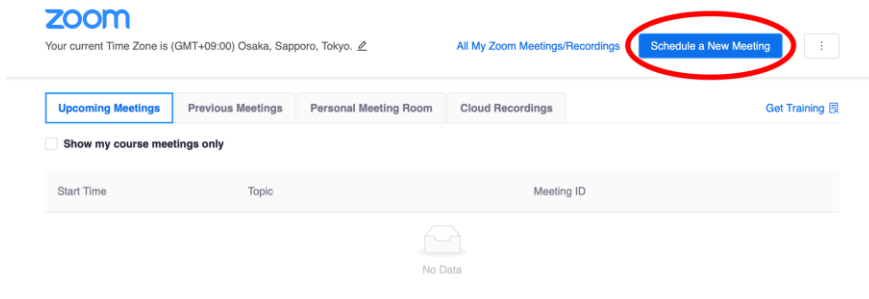 zoom
Your current Time Zone is (GMT+09:00) Osaka, Sapporo, Tokyo.
All My Zoom Meetings/Recordings
Schedule a New Meeting
Upcoming Meetings
Previous Meetings
Personal Meeting Room
Cloud Recordings
Get Training
Show my course meetings only
Start Time
Topic
Meeting ID
No Data